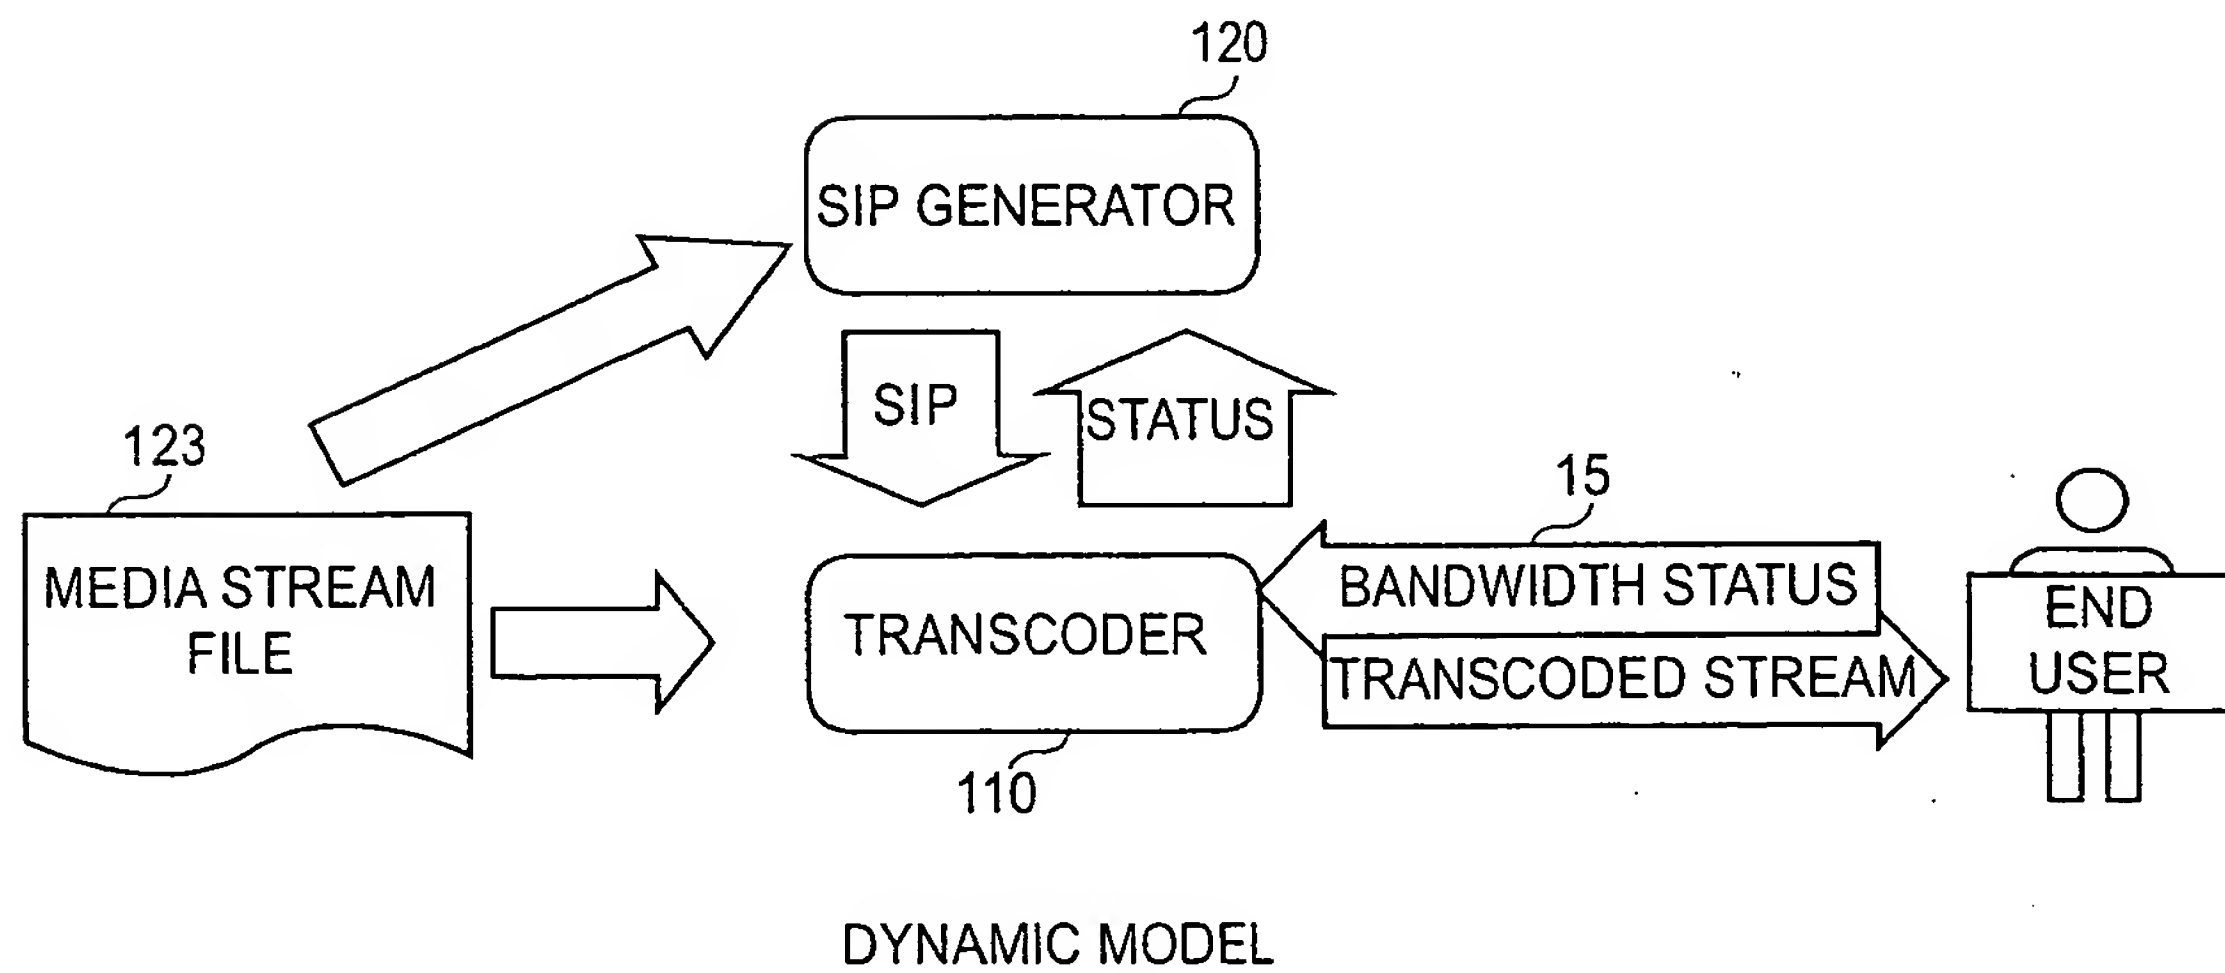 120
SIP GENERATOR
SIP
STATUS
123
MEDIA STREAM
FILE
15
BANDWIDTH STATUS
TRANSCODER
TRANSCODED STREAM
END
USER
110
DYNAMIC MODEL